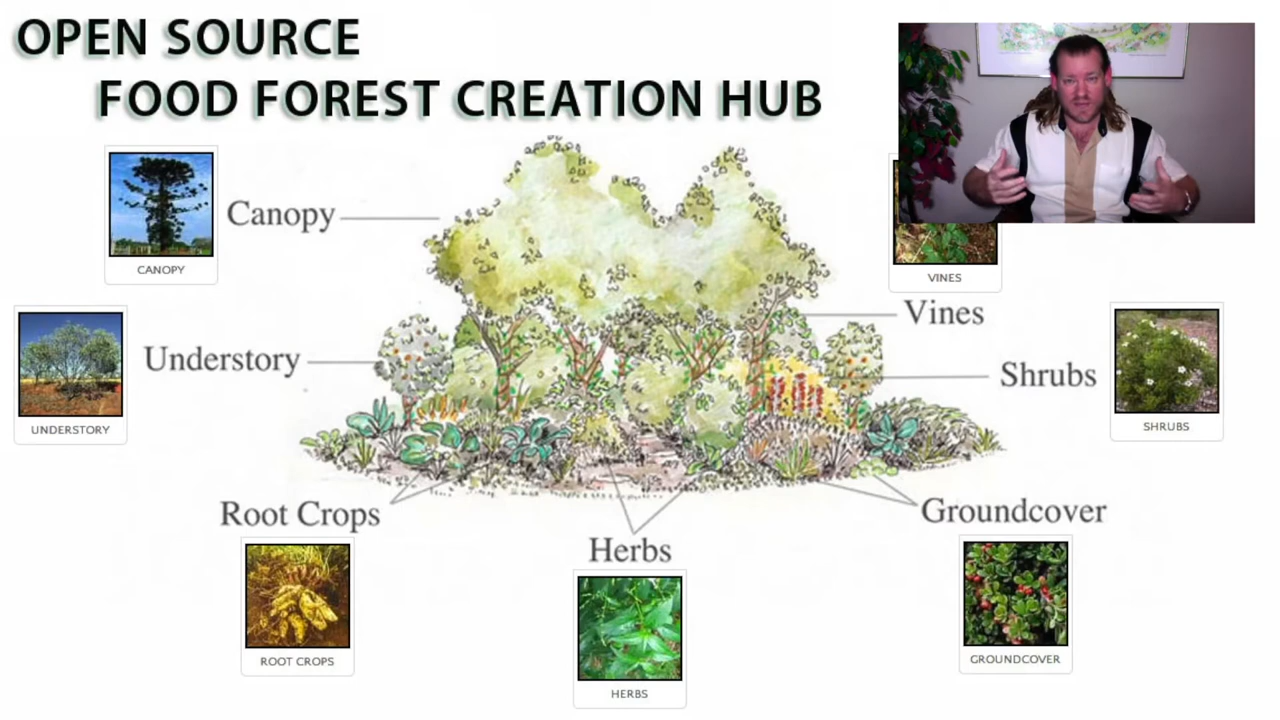 OPEN SOURCE
FOOD FOREST CREATION HUB
CANOPY
Canopy
VINES
Vines
UNDERSTORY
Understory
Shrubs
SHRUBS
Root Crops
ROOT CROPS
Herbs
HERBS
Groundcover
GROUNDCOVER